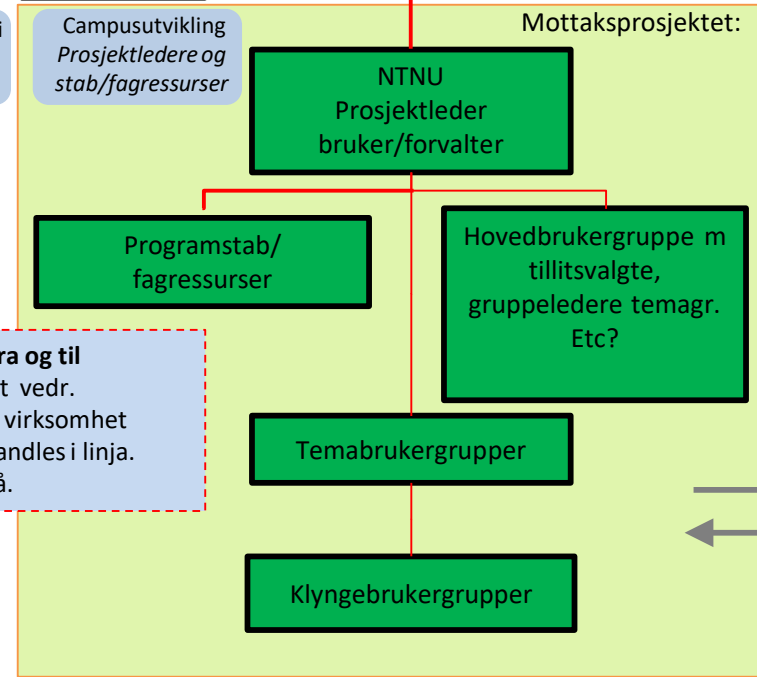 i
Campusutvikling
Prosjektledere og
stab/fagressurser
Mottaksprosjektet:
NTNU
Prosjektleder
bruker/forvalter
Programstab/
fagressurser
Hovedbrukergruppe m
tillitsvalgte,
gruppeledere temagr.
Etc?
ra og til
t vedr.
virksomhet
andles i linja.
å.
Temabrukergrupper
Klyngebrukergrupper